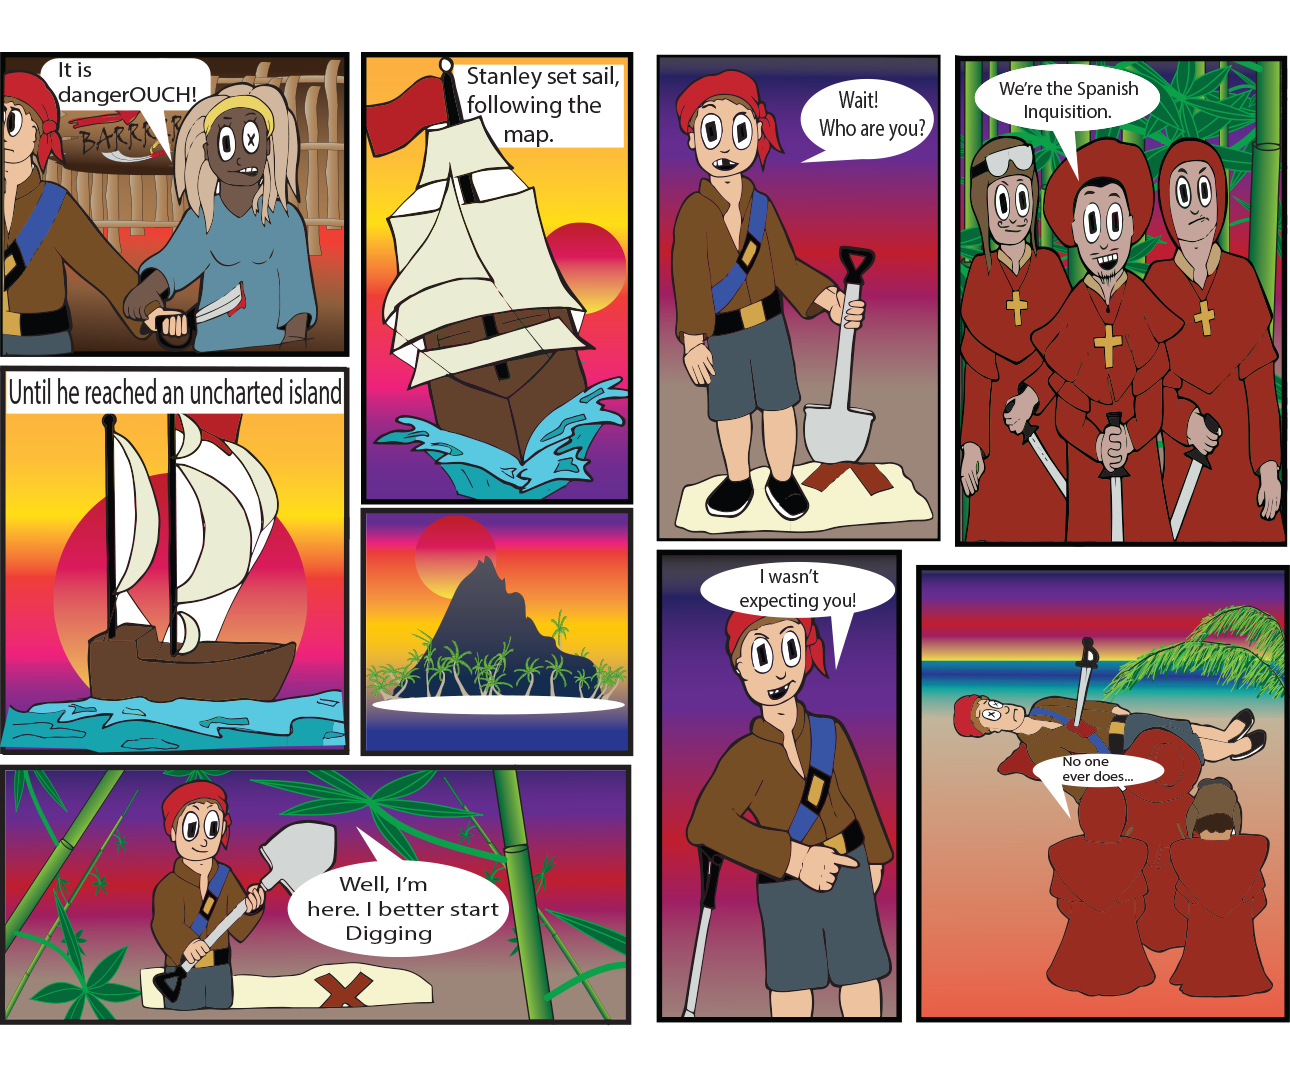 It is
dangerOUCH!
BARRR
Stanley set sail,
following the
map.
Until he reached an uncharted island
Well, I'm
here. I better start
Digging
Wait!
Who are you?
We're the Spanish
Inquisition.
I wasn't
expecting you!
No one
ever does...